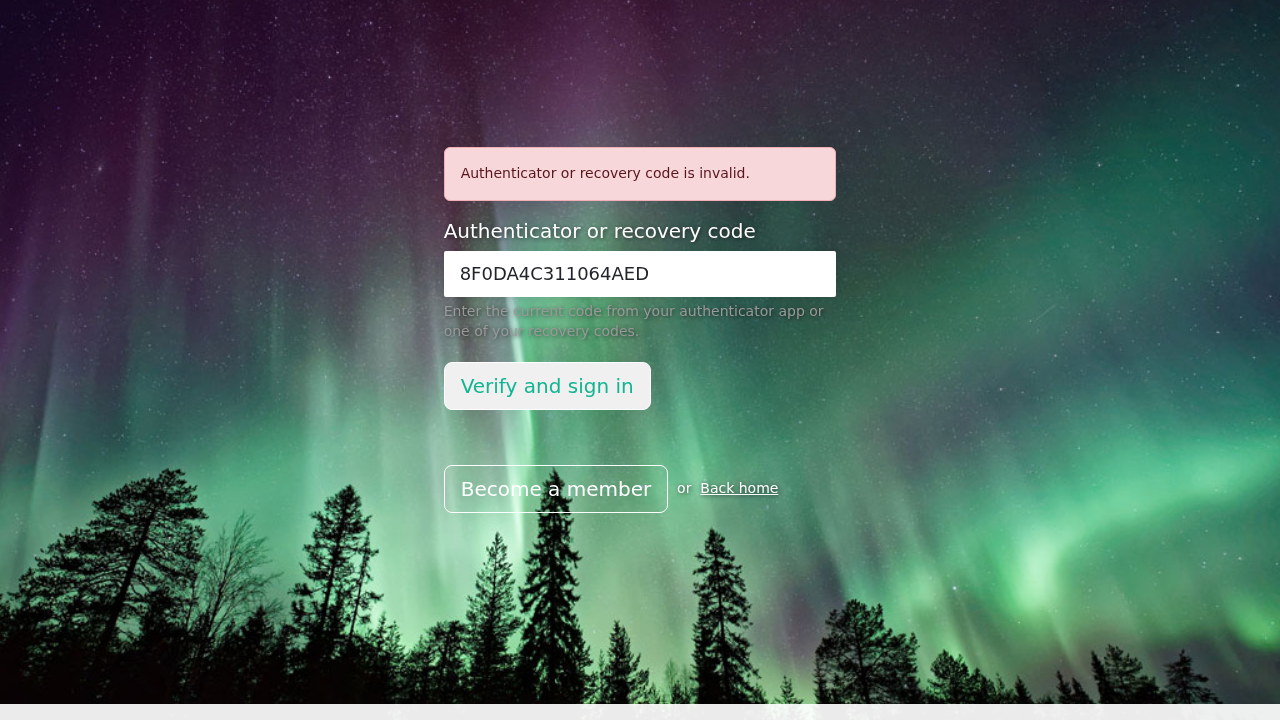 Authenticator or recovery code is invalid.
Authenticator or recovery code
8F0DA4C311064AED
Enter the current code from your authenticator app or
one of your recovery codes.
Verify and sign in
Become a member or Back home